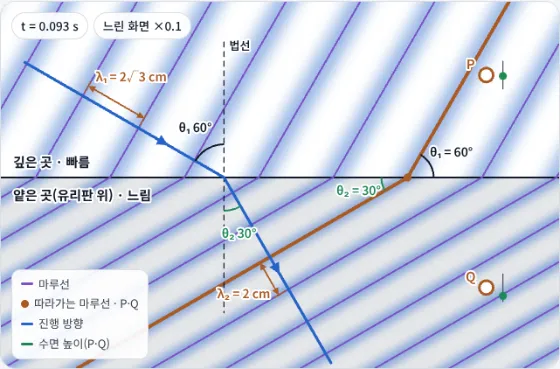 t = 0.093 s
느린 화면 ×0.1
법선
P
λ₁ = 2√3 cm
θ₁ 60°
θ₁ = 60°
깊은 곳 · 빠름
얕은 곳(유리판 위) · 느림
θ₂ = 30°
θ₂ 30°
Q
λ₂ = 2 cm
마루선
따라가는 마루선 · P·Q
진행 방향
수면 높이(P·Q)